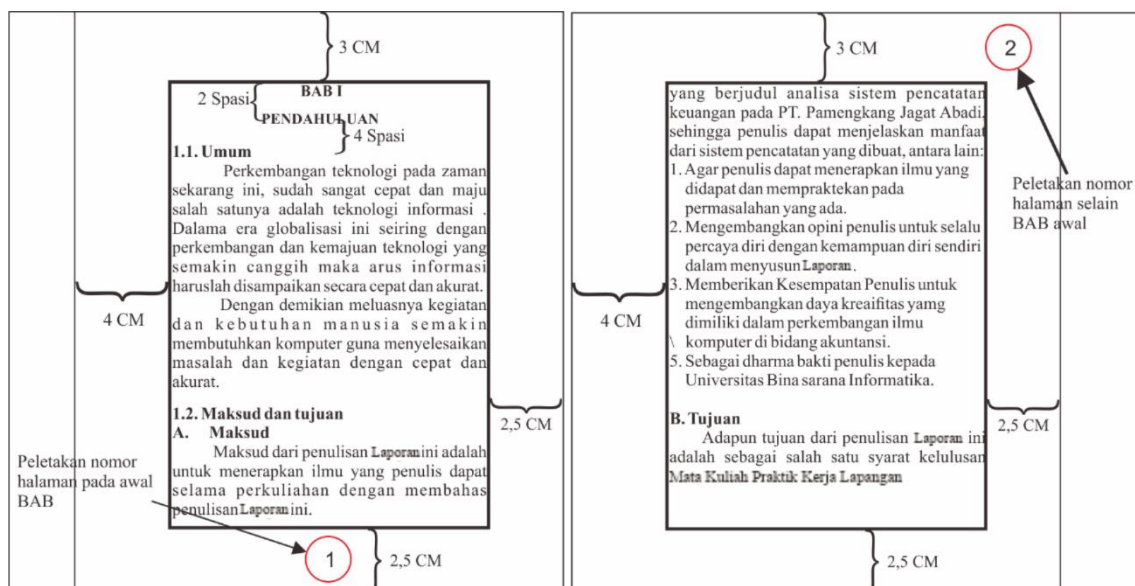 3 CM
2 Spasi
BAB I
PENDAHULUAN
4 Spasi
1.1. Umum
Perkembangan teknologi pada zaman
sekarang ini, sudah sangat cepat dan maju
salah satunya adalah teknologi informasi .
Dalama era globalisasi ini seiring dengan
perkembangan dan kemajuan teknologi yang
semakin canggih maka arus informasi
haruslah disampaikan secara cepat dan akurat.
Dengan demikian meluasnya kegiatan
dan kebutuhan manusia semakin
membutuhkan komputer guna menyelesaikan
masalah dan kegiatan dengan cepat dan
akurat.
4 CM
1.2. Maksud dan tujuan
A. Maksud
Maksud dari penulisan Laporan ini adalah
untuk menerapkan ilmu yang penulis dapat
selama perkuliahan dengan membahas
penulisan Laporan ini.
2,5 CM
Peletakan nomor
halaman pada awal
BAB
1
2,5 CM
3 CM
2
Peletakan nomor
halaman selain
BAB awal
yang berjudul analisa sistem pencatatan
keuangan pada PT. Pamengkang Jagat Abadi,
sehingga penulis dapat menjelaskan manfaat
dari sistem pencatatan yang dibuat, antara lain:
1. Agar penulis dapat menerapkan ilmu yang
didapat dan mempraktekan pada
permasalahan yang ada.
2. Mengembangkan opini penulis untuk selalu
percaya diri dengan kemampuan diri sendiri
dalam menyusun Laporan .
3. Memberikan Kesempatan Penulis untuk
mengembangkan daya kreaifitas yamg
dimiliki dalam perkembangan ilmu
\ komputer di bidang akuntansi.
5. Sebagai dharma bakti penulis kepada
Universitas Bina sarana Informatika.
4 CM
B. Tujuan
Adapun tujuan dari penulisan Laporan ini
adalah sebagai salah satu syarat kelulusan
Mata Kuliah Praktik Kerja Lapangan
2,5 CM
2,5 CM